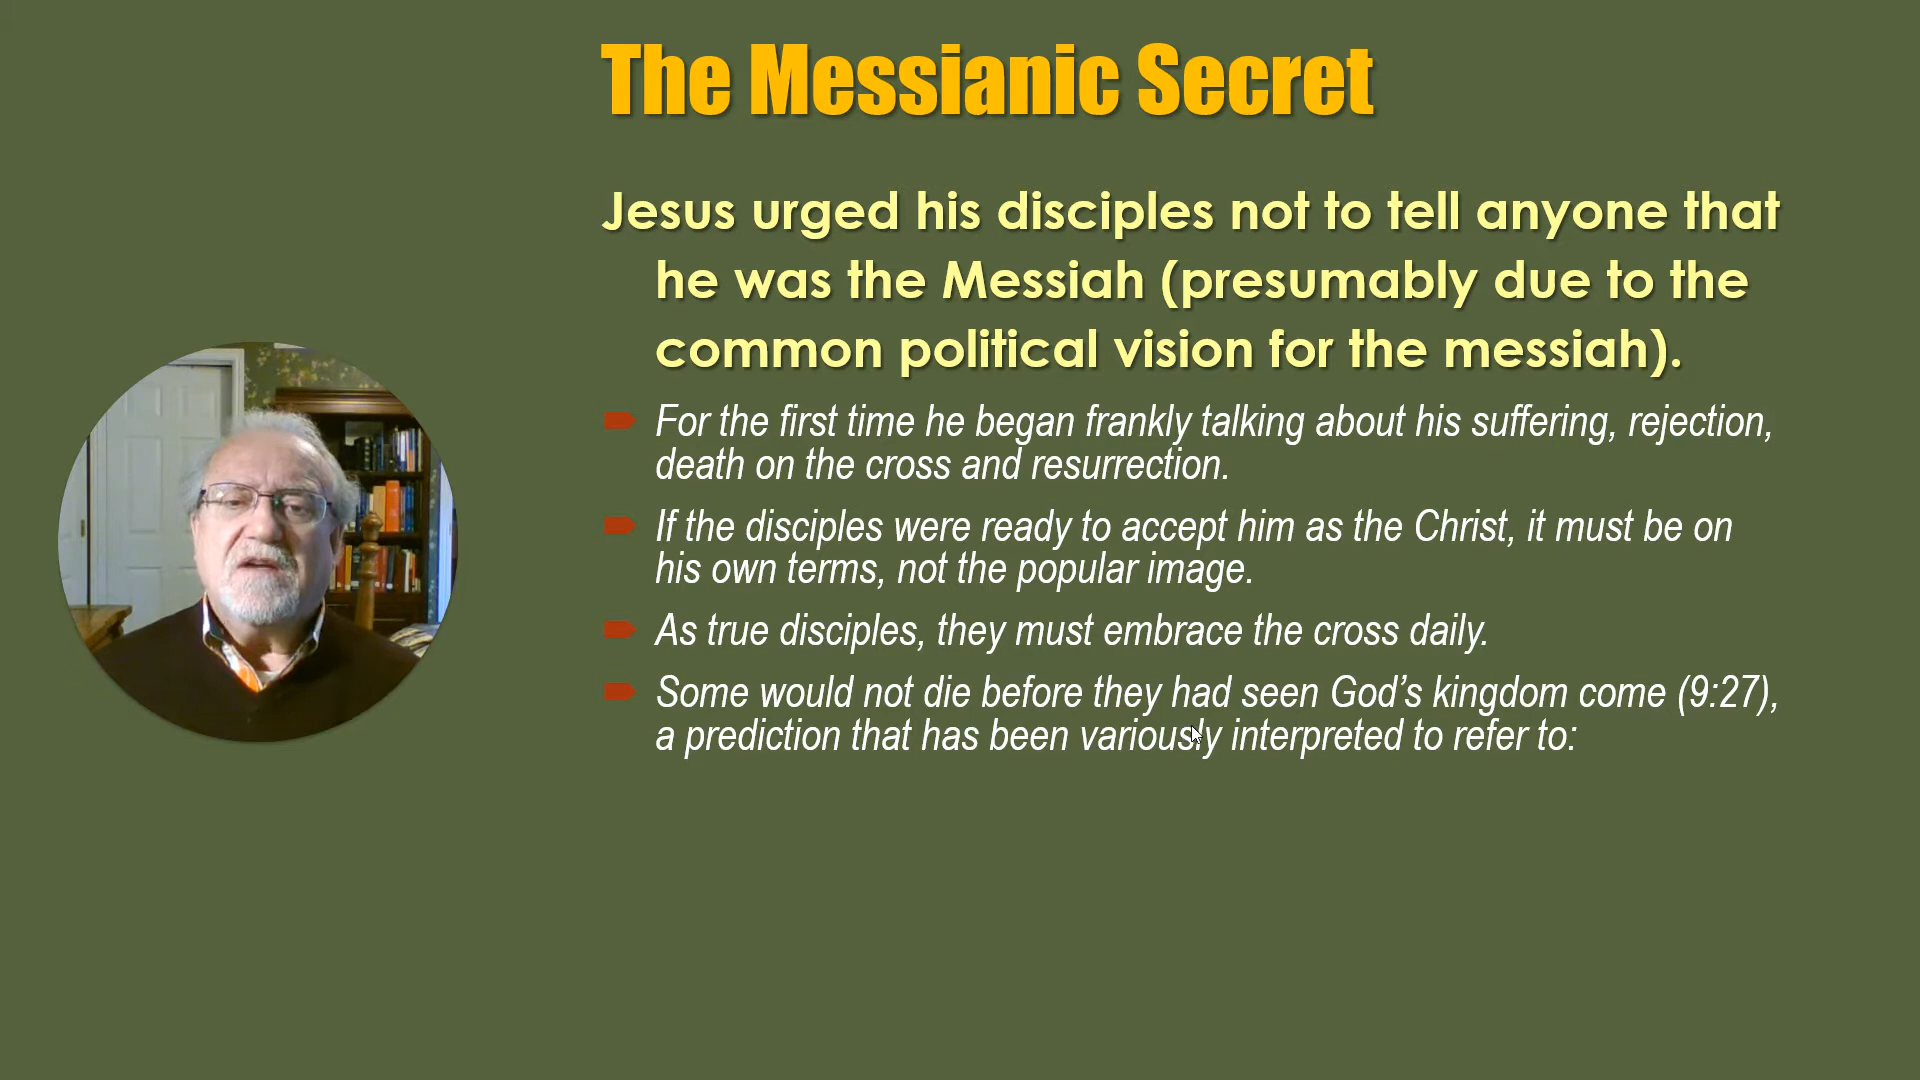 The Messianic Secret
Jesus urged his disciples not to tell anyone that
he was the Messiah (presumably due to the
common political vision for the messiah).
For the first time he began frankly talking about his suffering, rejection,
death on the cross and resurrection.
If the disciples were ready to accept him as the Christ, it must be on
his own terms, not the popular image.
As true disciples, they must embrace the cross daily.
Some would not die before they had seen God’s kingdom come (9:27),
a prediction that has been variously interpreted to refer to: